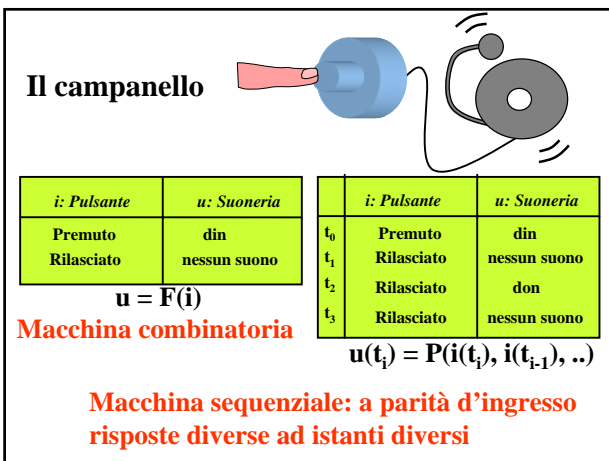 Il campanello
i: Pulsante u: Suoneria
Premuto din
Rilasciato nessun suono
u = F(i)
Macchina combinatoria
i: Pulsante u: Suoneria
t0 Premuto din
t1 Rilasciato nessun suono
t2 Rilasciato don
t3 Rilasciato nessun suono
u(ti) = P(i(ti), i(ti-1), ..)
Macchina sequenziale: a parità d'ingresso
risposte diverse ad istanti diversi